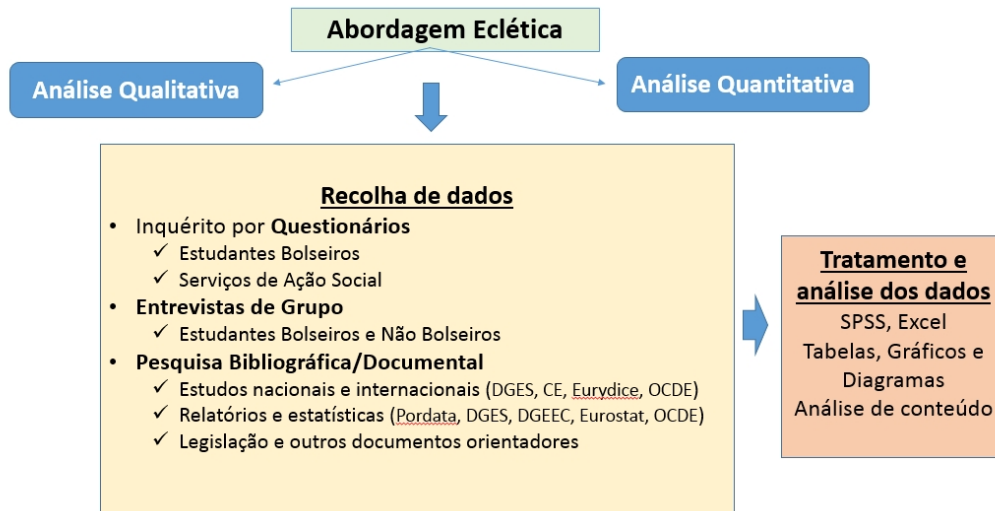 Abordagem Eclética
Análise Qualitativa
Análise Quantitativa
Recolha de dados
• Inquérito por Questionários
✓ Estudantes Bolseiros
✓ Serviços de Ação Social
• Entrevistas de Grupo
✓ Estudantes Bolseiros e Não Bolseiros
• Pesquisa Bibliográfica/Documental
✓ Estudos nacionais e internacionais (DGES, CE, Eurydice, OCDE)
✓ Relatórios e estatísticas (Pordata, DGES, DGEEC, Eurostat, OCDE)
✓ Legislação e outros documentos orientadores
Tratamento e
análise dos dados
SPSS, Excel
Tabelas, Gráficos e
Diagramas
Análise de conteúdo